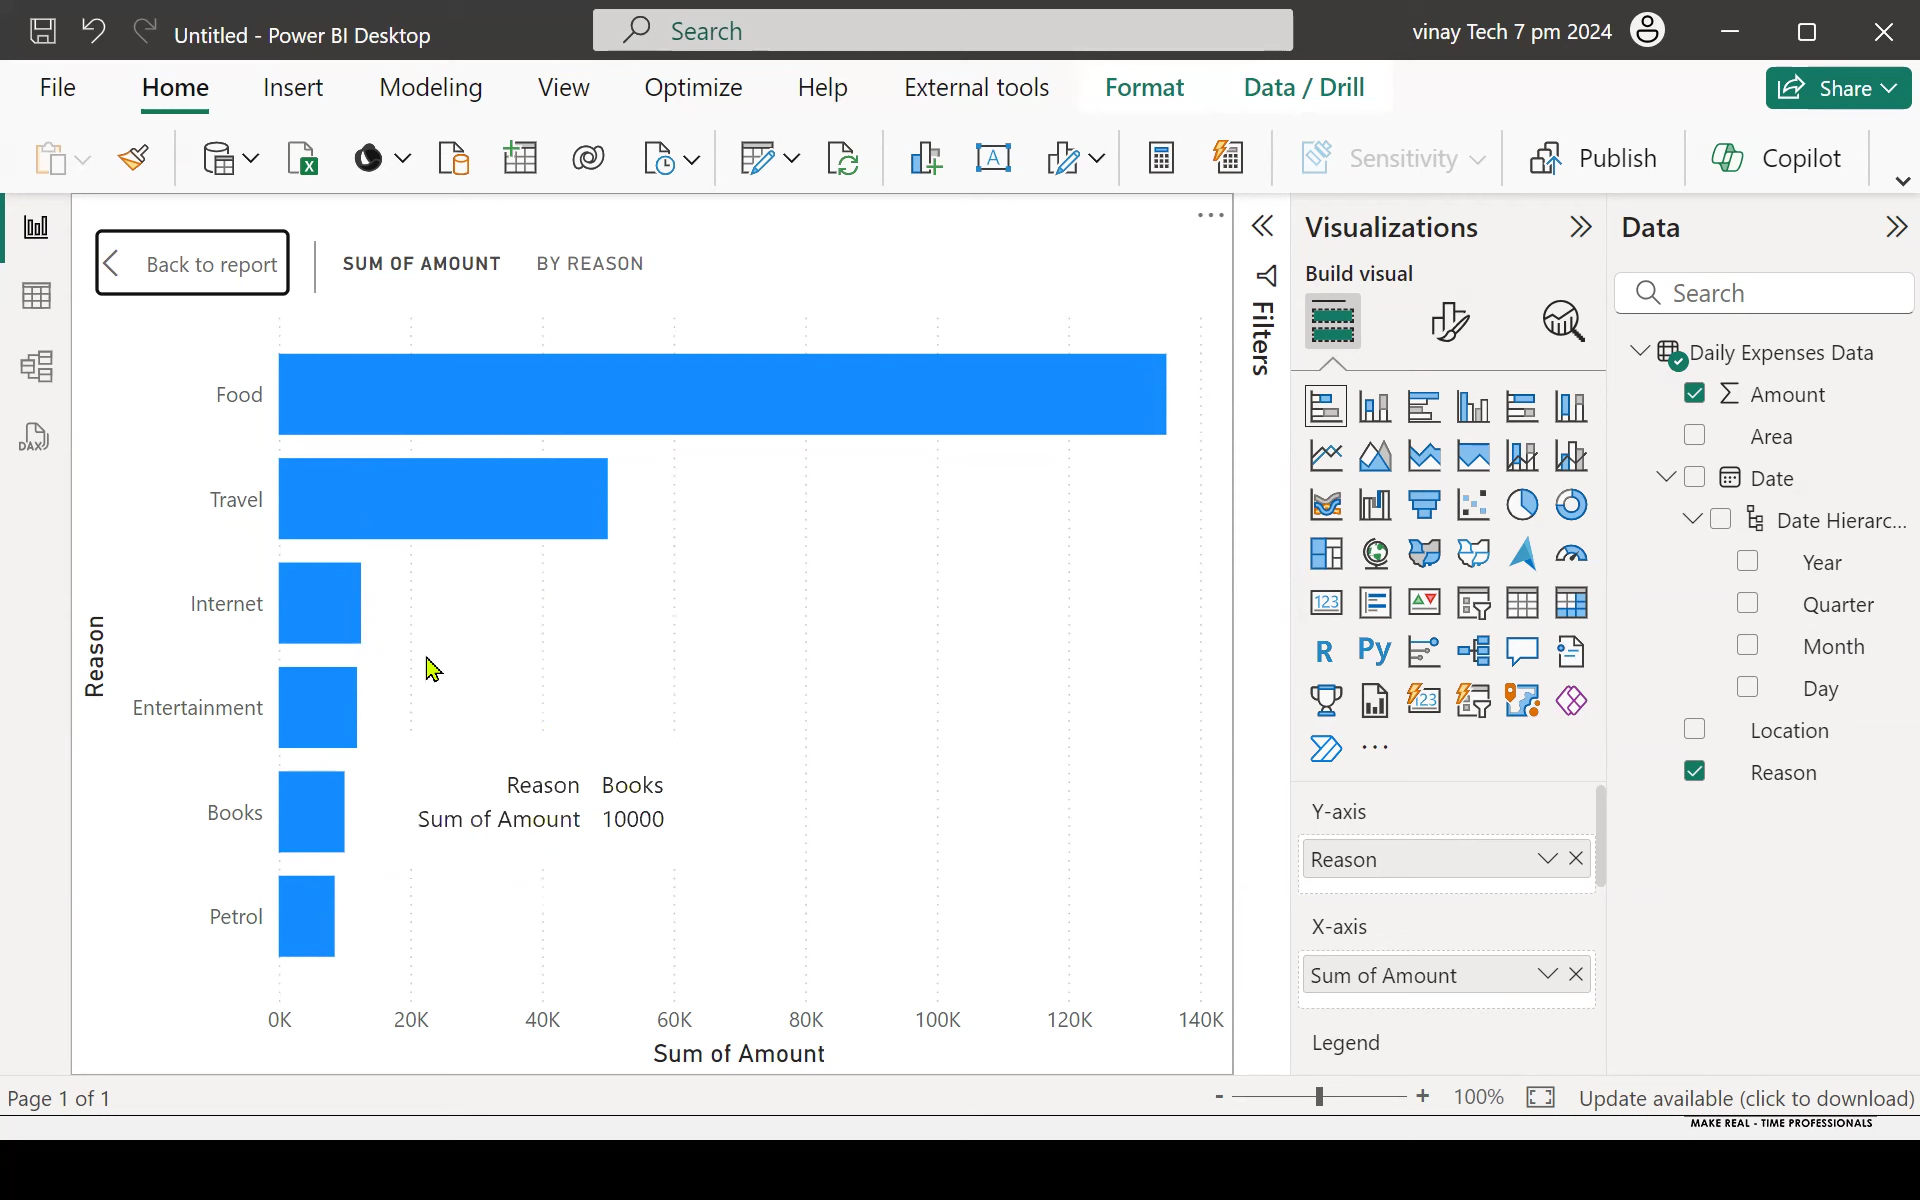 Untitled - Power BI Desktop
Search
vinay Tech 7 pm 2024
File
Home
Insert
Modeling
View
Optimize
Help
External tools
Format
Data / Drill
Share
Sensitivity
Publish
Copilot
Back to report
SUM OF AMOUNT
BY REASON
Food
Travel
Internet
Entertainment
Books
Petrol
Reason
Reason Books
Sum of Amount 10000
0K
20K
40K
60K
80K
100K
120K
140K
Sum of Amount
Filters
Visualizations
Build visual
123
R
Py
123
Y-axis
Reason
X-axis
Sum of Amount
Legend
Data
Search
Daily Expenses Data
Amount
Area
Date
Date Hierarc...
Year
Quarter
Month
Day
Location
Reason
DAX
Page 1 of 1
100%
Update available (click to download)
MAKE REAL - TIME PROFESSIONALS